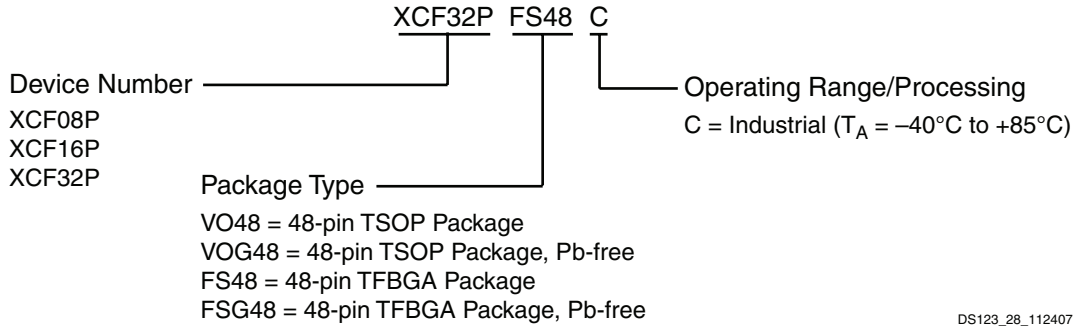 XCF32P FS48 C
Device Number
XCF08P
XCF16P
XCF32P
Package Type
VO48 = 48-pin TSOP Package
VOG48 = 48-pin TSOP Package, Pb-free
FS48 = 48-pin TFBGA Package
FSG48 = 48-pin TFBGA Package, Pb-free
Operating Range/Processing
C = Industrial (TA = –40°C to +85°C)
DS123_28_112407